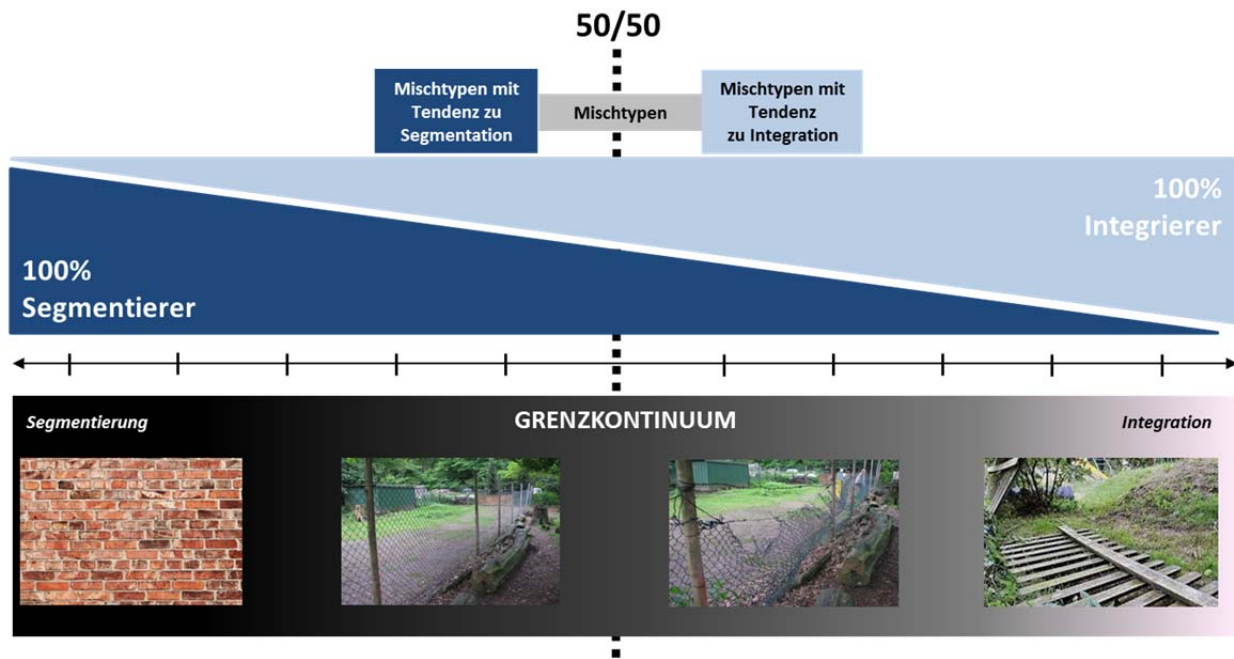 50/50
Mischtypen mit
Tendenz zu
Segmentation
Mischtypen
Mischtypen mit
Tendenz
zu Integration
100%
Integrierer
100%
Segmentierer
Segmentierung
GRENZKONTINUUM
Integration